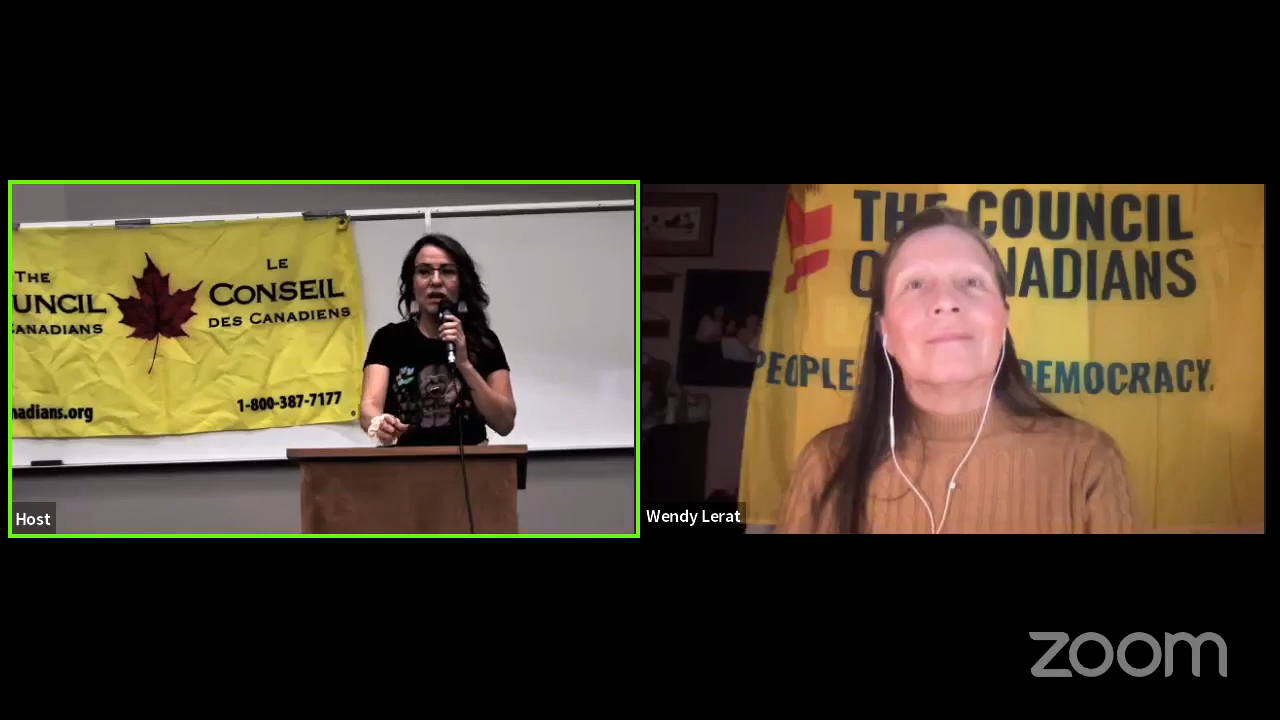 THE
UNCIL
CANADIANS
LE
CONSEIL
DES CANADIENS
nadians.org
1-800-387-7177
Host
THE COUNCIL
O NADIANS
PEOPLE. DEMOCRACY.
Wendy Lerat
zoom